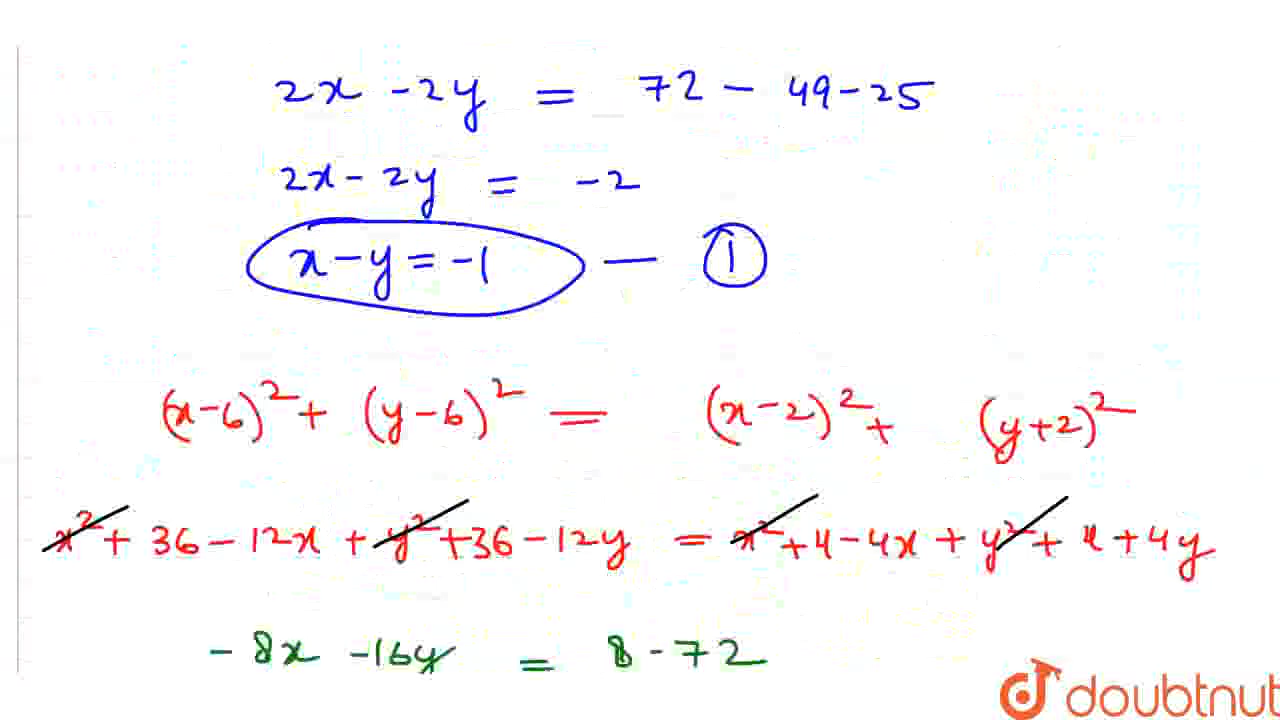 2x - 2y = 72 - 49 - 25
2x - 2y = -2
x - y = -1 — ①
(x-6)² + (y-6)² = (x-2)² + (y+2)²
x² + 36 - 12x + y² + 36 - 12y = x² + 4 - 4x + y² + 4 + 4y
-8x - 16y = 8 - 72
doubtnut